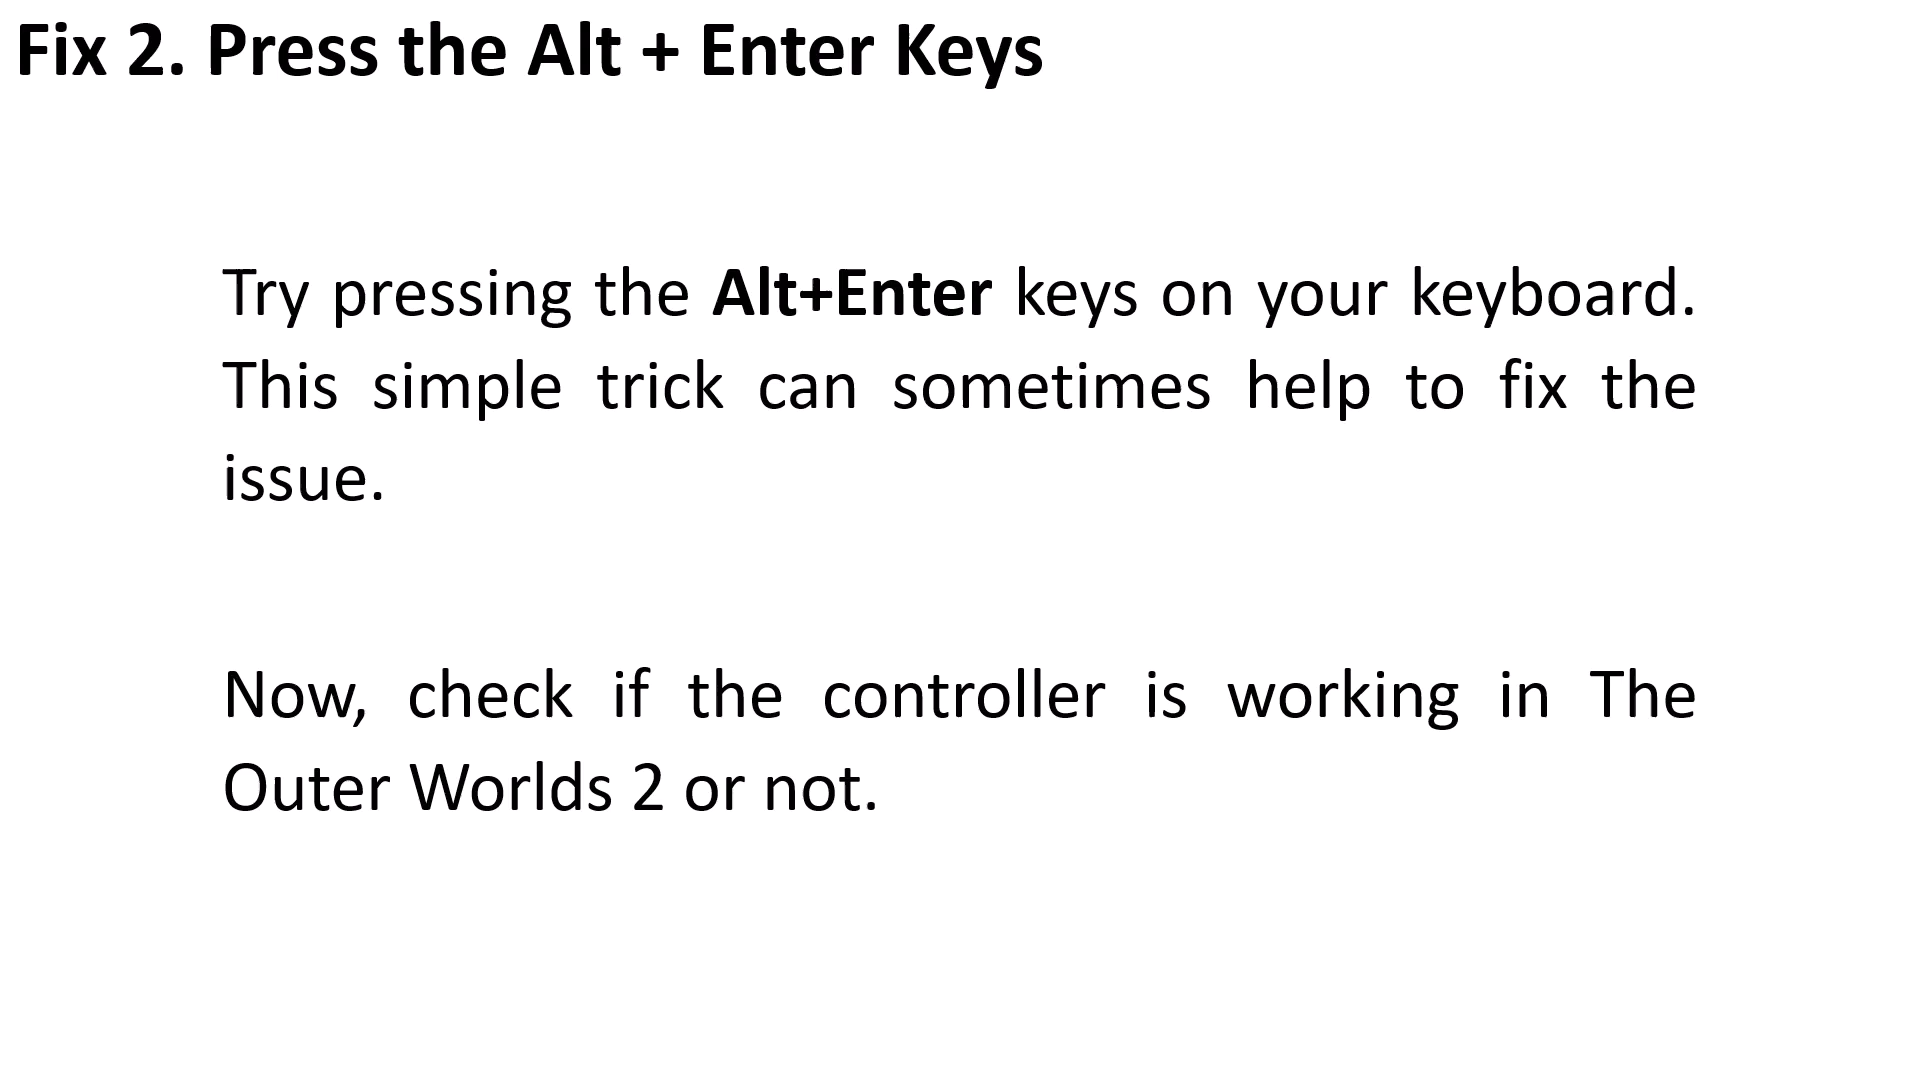 Fix 2. Press the Alt + Enter Keys
Try pressing the Alt+Enter keys on your keyboard.
This simple trick can sometimes help to fix the
issue.
Now, check if the controller is working in The
Outer Worlds 2 or not.